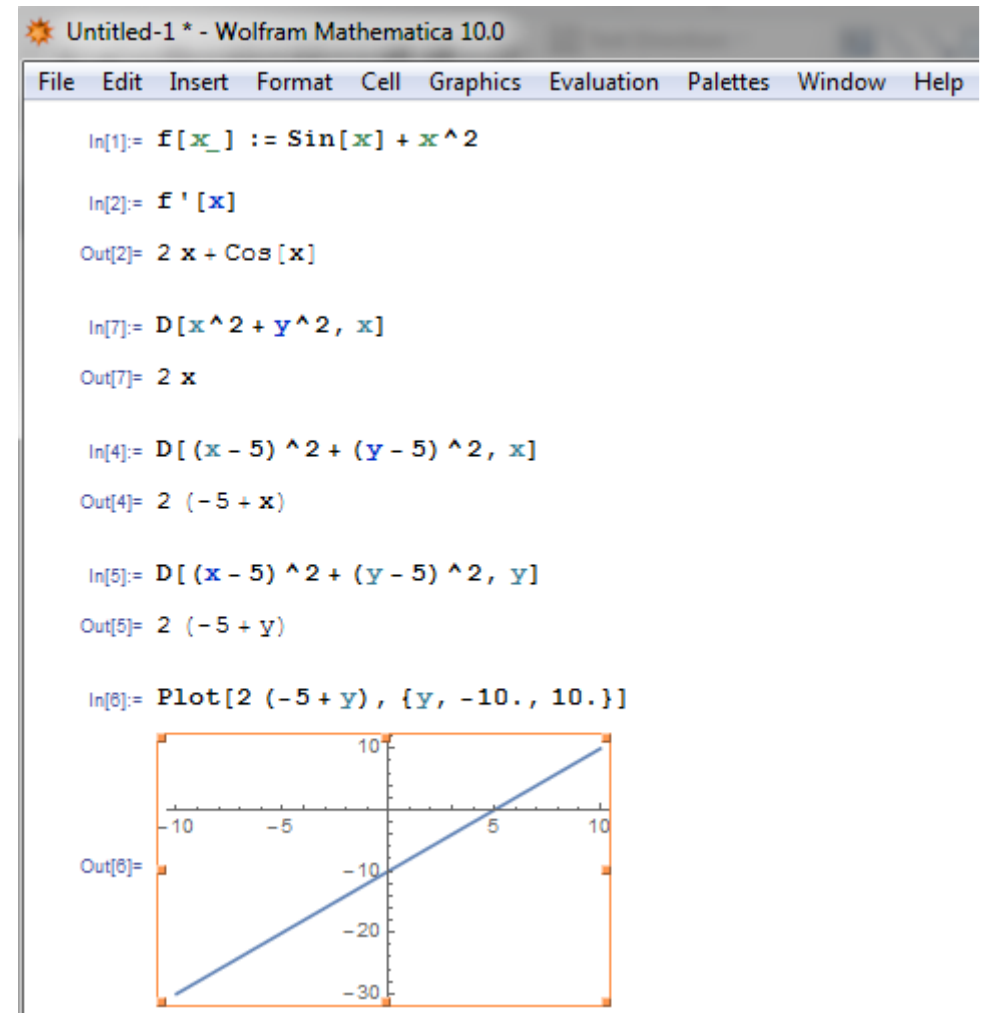 Untitled-1 * - Wolfram Mathematica 10.0
File Edit Insert Format Cell Graphics Evaluation Palettes Window Help
In[1]:= f[x_] := Sin[x] + x^2
In[2]:= f'[x]
Out[2]= 2 x + Cos[x]
In[7]:= D[x^2 + y^2, x]
Out[7]= 2 x
In[4]:= D[(x - 5)^2 + (y - 5)^2, x]
Out[4]= 2 (-5 + x)
In[5]:= D[(x - 5)^2 + (y - 5)^2, y]
Out[5]= 2 (-5 + y)
In[6]:= Plot[2 (-5 + y), {y, -10., 10.}]
10
-10 -5 5 10
Out[6]= -10
-20
-30